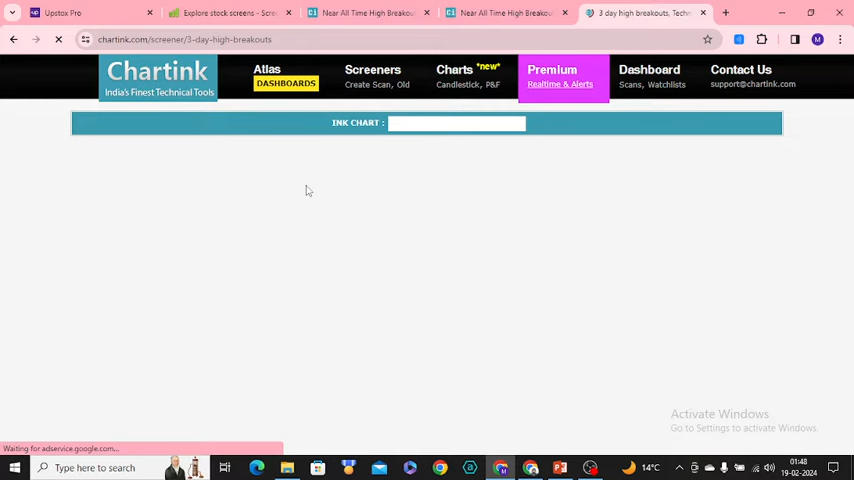 up Upstox Pro
Explore stock screens - Scre
Ci Near All Time High Breakou
Ci Near All Time High Breakou
3 day high breakouts, Techn
chartink.com/screener/3-day-high-breakouts
M
Chartink
India's Finest Technical Tools
Atlas
DASHBOARDS
Screeners
Create Scan, Old
Charts *new*
Candlestick, P&F
Premium
Realtime & Alerts
Dashboard
Scans, Watchlists
Contact Us
support@chartink.com
INK CHART :
Activate Windows
Go to Settings to activate Windows.
Waiting for adservice.google.com...
Type here to search
14°C
01:48
19-02-2024